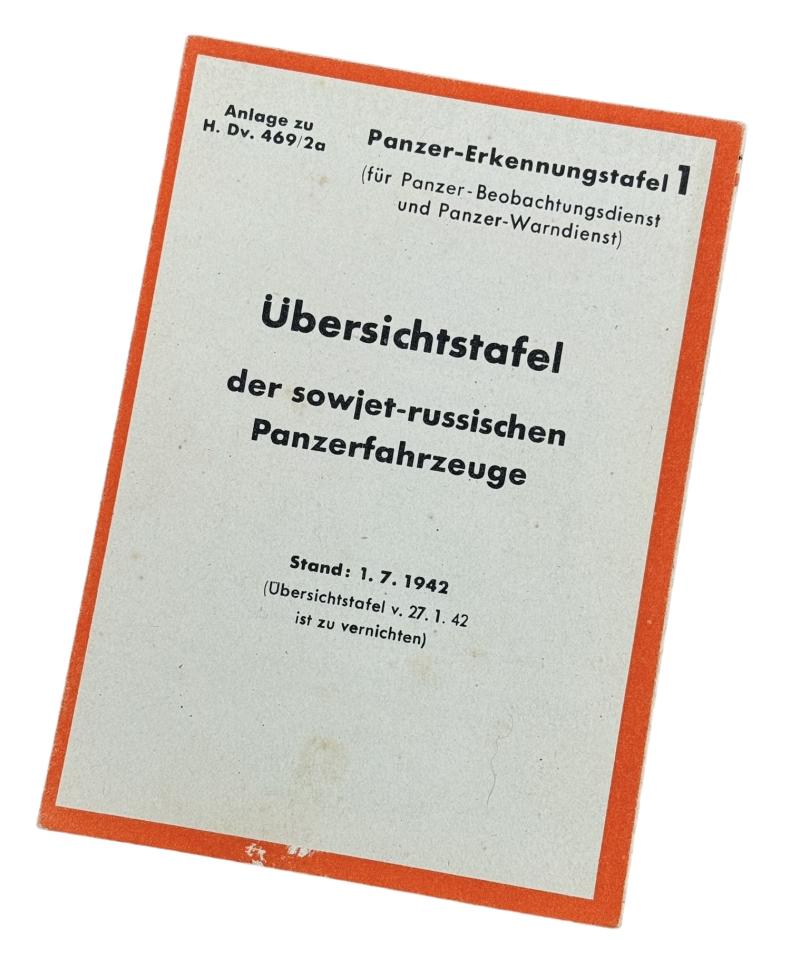 Anlage zu
H. Dv. 469/2a
Panzer-Erkennungstafel 1
(für Panzer-Beobachtungsdienst
und Panzer-Warndienst)
Übersichtstafel
der sowjet-russischen
Panzerfahrzeuge
Stand: 1. 7. 1942
(Übersichtstafel v. 27. 1. 42
ist zu vernichten)